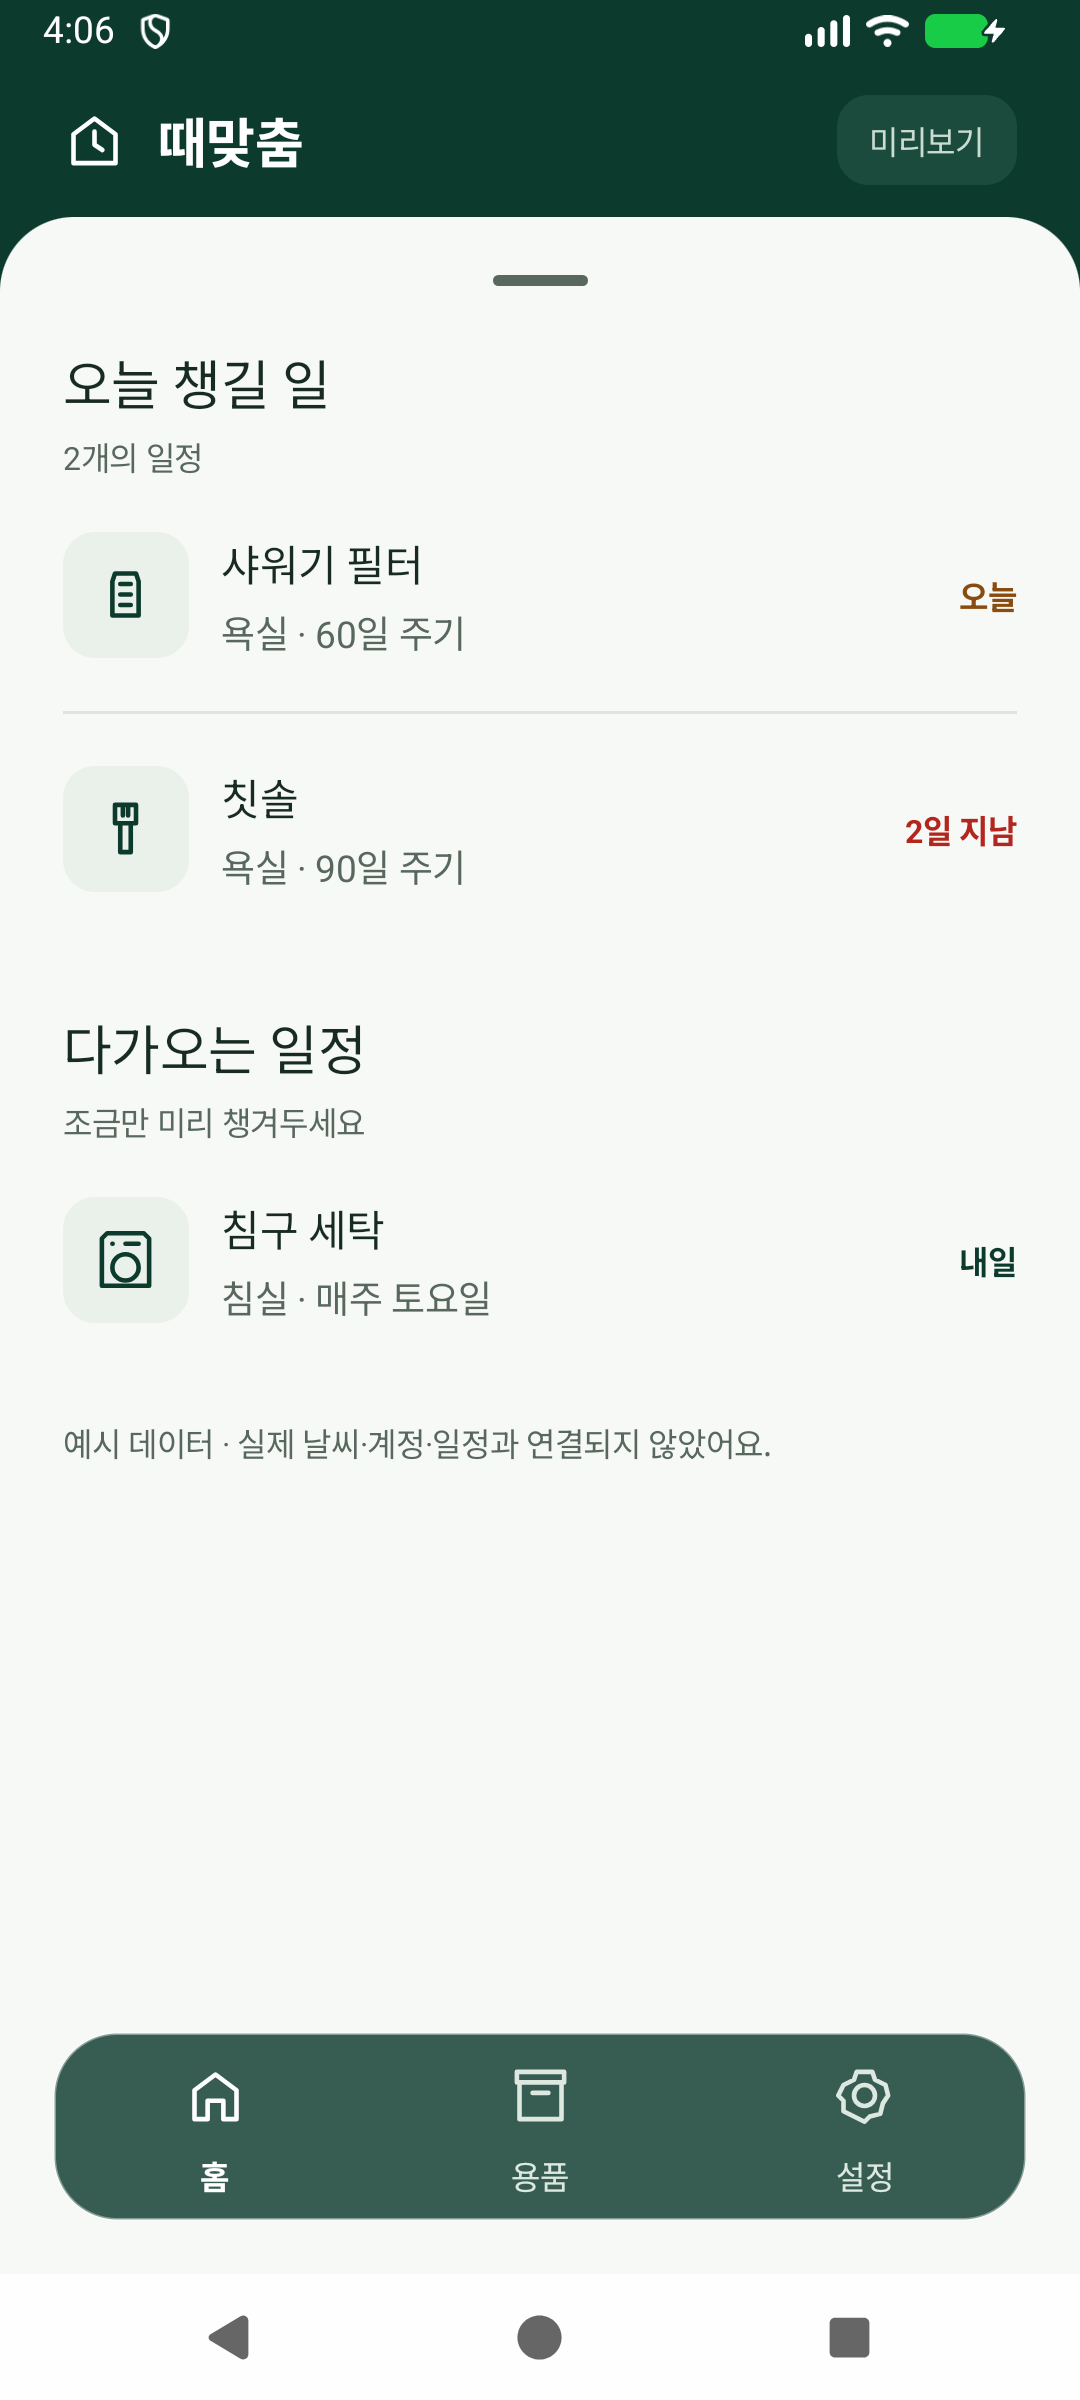 4:06
때맞춤
미리보기
오늘 챙길 일
2개의 일정
샤워기 필터
욕실 · 60일 주기
오늘
칫솔
욕실 · 90일 주기
2일 지남
다가오는 일정
조금만 미리 챙겨두세요
침구 세탁
침실 · 매주 토요일
내일
예시 데이터 · 실제 날씨·계정·일정과 연결되지 않았어요.
홈
용품
설정